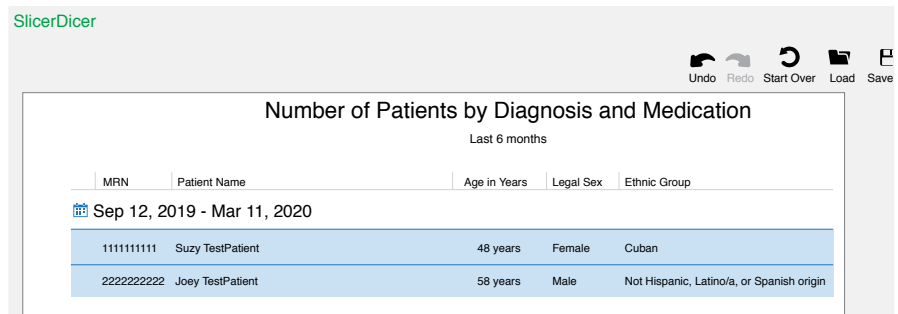 SlicerDicer
Undo Redo Start Over Load Save
Number of Patients by Diagnosis and Medication
Last 6 months
MRN Patient Name Age in Years Legal Sex Ethnic Group
Sep 12, 2019 - Mar 11, 2020
1111111111 Suzy TestPatient 48 years Female Cuban
2222222222 Joey TestPatient 58 years Male Not Hispanic, Latino/a, or Spanish origin